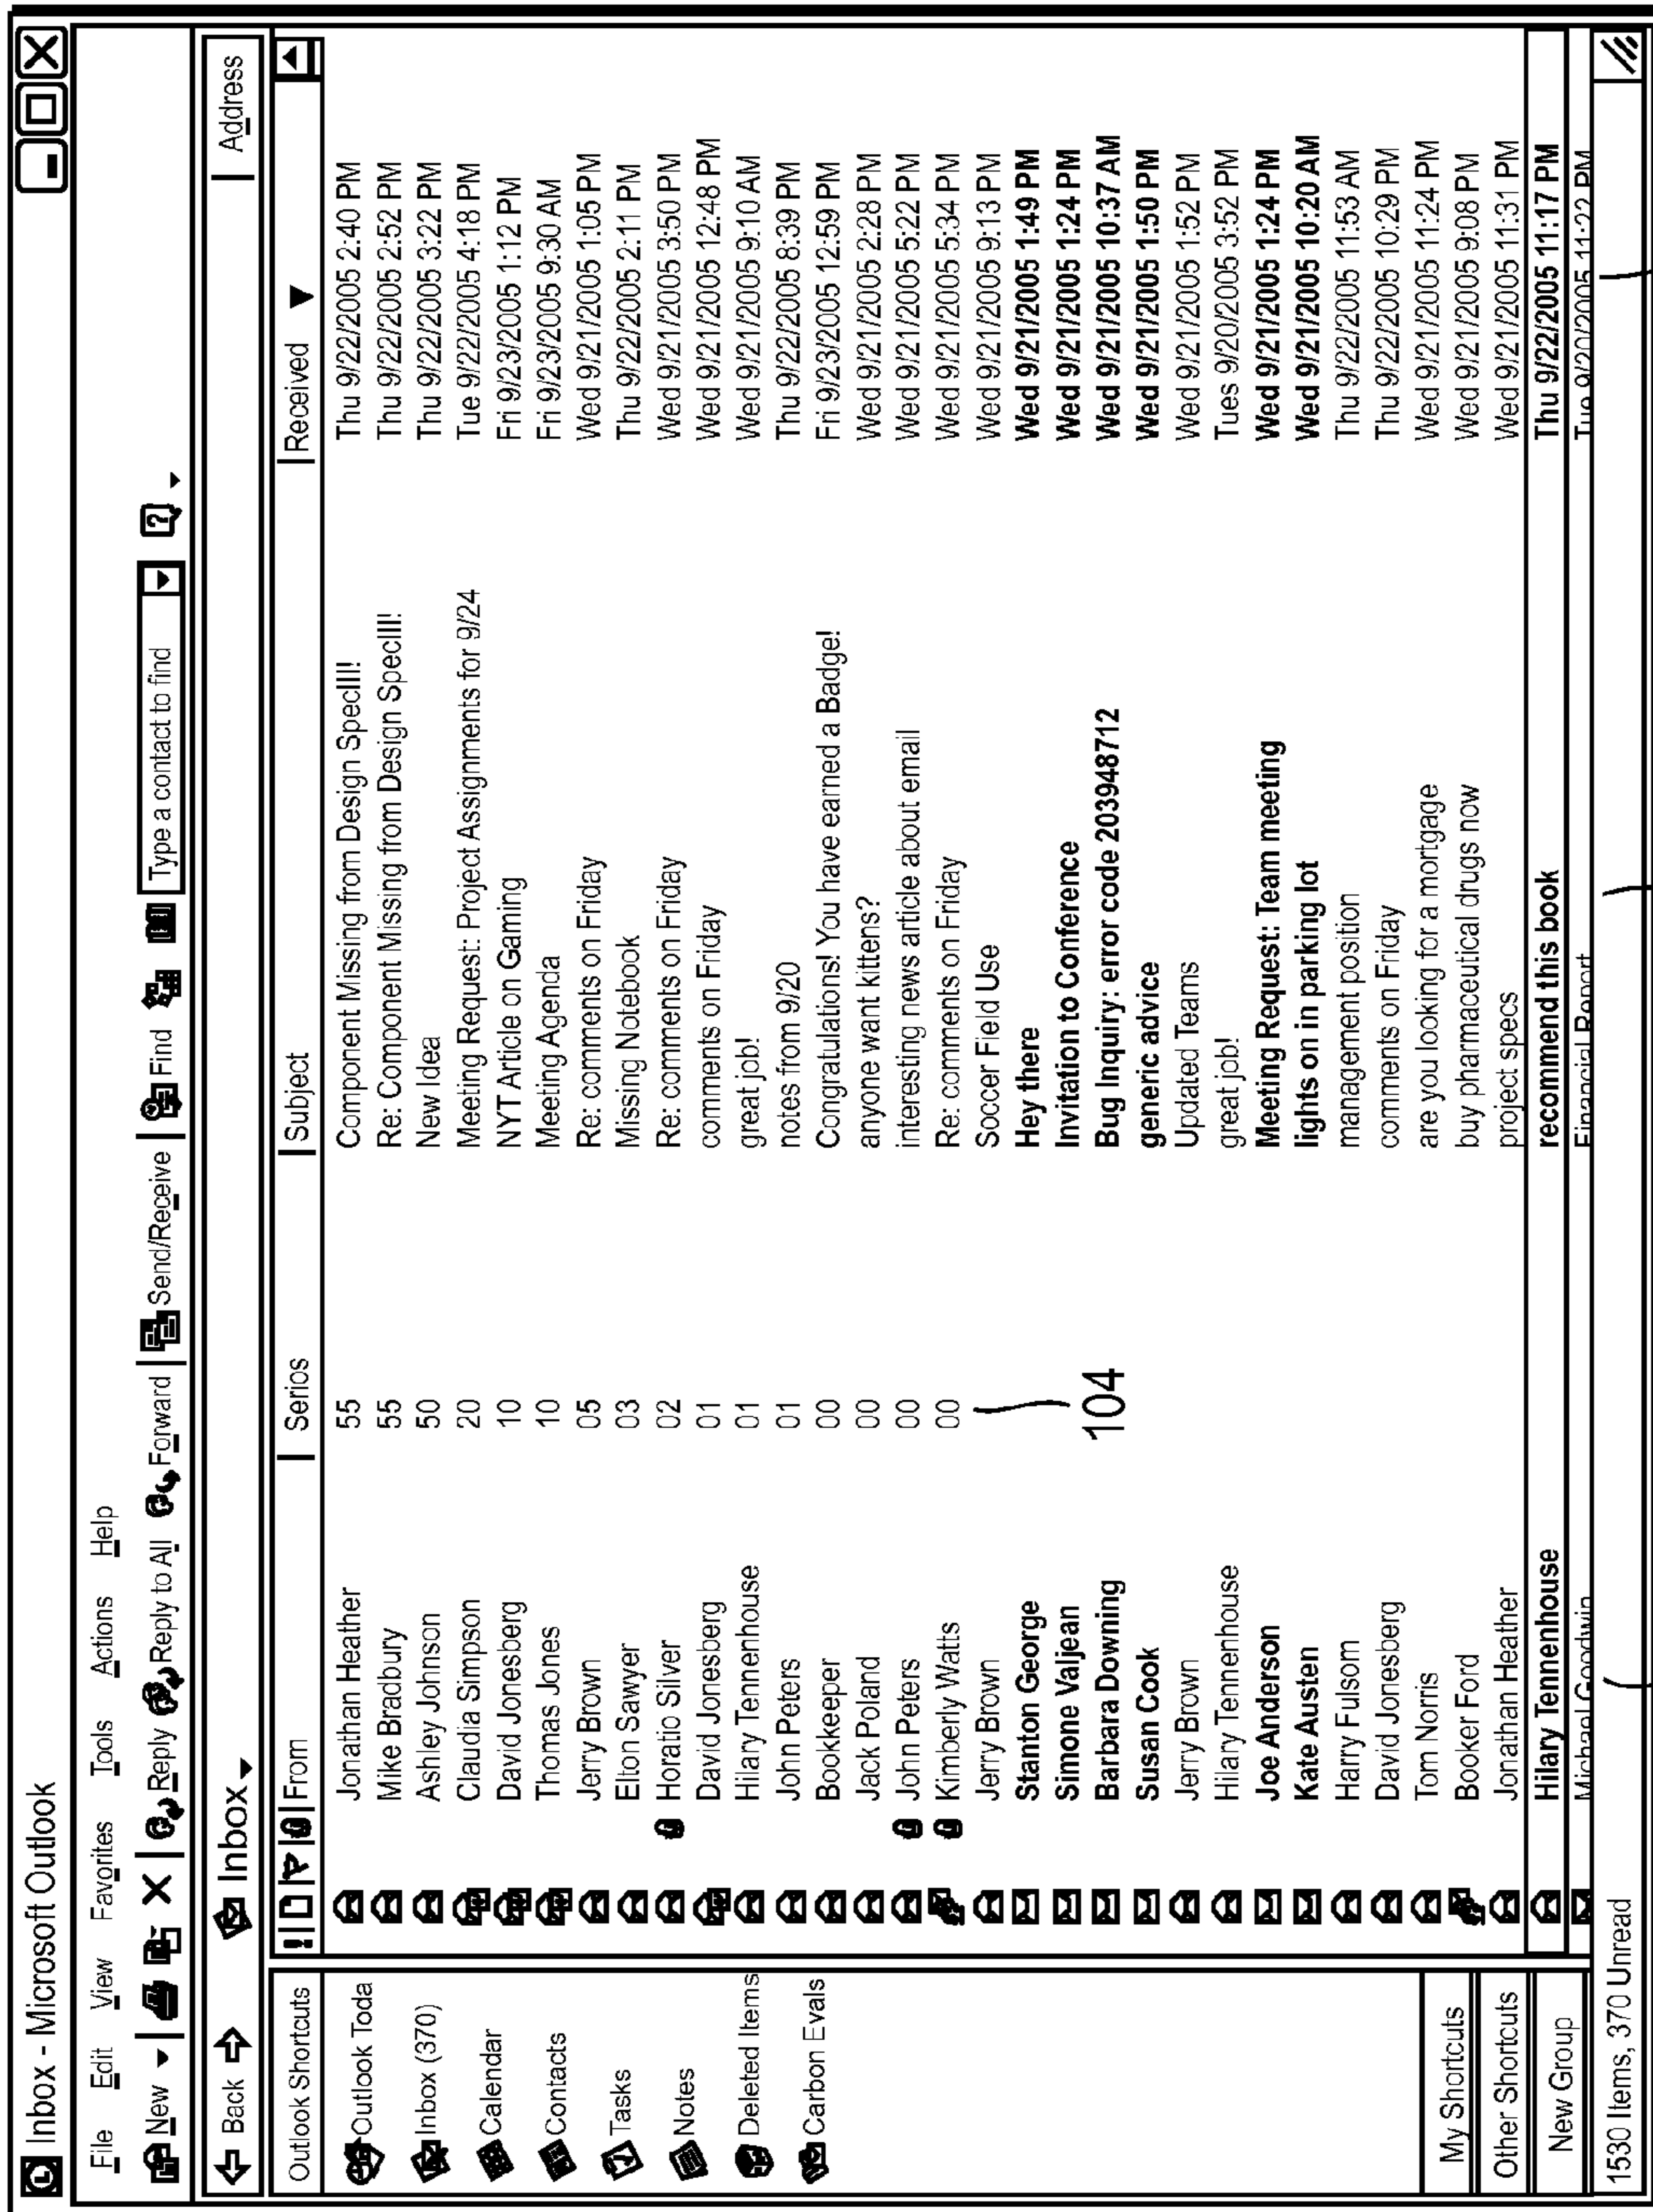 Inbox - Microsoft Outlook
File Edit View Favorites Tools Actions Help
New Reply Reply to All Forward Send/Receive Find Type a contact to find
Back Inbox Address
Outlook Shortcuts
Outlook Toda
Inbox (370)
Calendar
Contacts
Tasks
Notes
Deleted Items
Carbon Evals
My Shortcuts
Other Shortcuts
New Group
! From Serios Subject Received
Jonathan Heather 55 Component Missing from Design SpecIII! Thu 9/22/2005 2:40 PM
Mike Bradbury 55 Re: Component Missing from Design SpecIII! Thu 9/22/2005 2:52 PM
Ashley Johnson 50 New Idea Thu 9/22/2005 3:22 PM
Claudia Simpson 20 Meeting Request: Project Assignments for 9/24 Tue 9/22/2005 4:18 PM
David Jonesberg 10 NYT Article on Gaming Fri 9/23/2005 1:12 PM
Thomas Jones 10 Meeting Agenda Fri 9/23/2005 9:30 AM
Jerry Brown 05 Re: comments on Friday Wed 9/21/2005 1:05 PM
Elton Sawyer 03 Missing Notebook Thu 9/22/2005 2:11 PM
Horatio Silver 02 Re: comments on Friday Wed 9/21/2005 3:50 PM
David Jonesberg 01 comments on Friday Wed 9/21/2005 12:48 PM
Hilary Tennenhouse 01 great job! Wed 9/21/2005 9:10 AM
John Peters 01 notes from 9/20 Thu 9/22/2005 8:39 PM
Bookkeeper 00 Congratulations! You have earned a Badge! Fri 9/23/2005 12:59 PM
Jack Poland 00 anyone want kittens? Wed 9/21/2005 2:28 PM
John Peters 00 interesting news article about email Wed 9/21/2005 5:22 PM
Kimberly Watts 00 Re: comments on Friday Wed 9/21/2005 5:34 PM
Jerry Brown Soccer Field Use Wed 9/21/2005 9:13 PM
Stanton George Hey there Wed 9/21/2005 1:49 PM
Simone Valjean Invitation to Conference Wed 9/21/2005 1:24 PM
Barbara Downing 104 Bug Inquiry: error code 203948712 Wed 9/21/2005 10:37 AM
Susan Cook generic advice Wed 9/21/2005 1:50 PM
Jerry Brown Updated Teams Wed 9/21/2005 1:52 PM
Hilary Tennenhouse great job! Tues 9/20/2005 3:52 PM
Joe Anderson Meeting Request: Team meeting Wed 9/21/2005 1:24 PM
Kate Austen lights on in parking lot Wed 9/21/2005 10:20 AM
Harry Fulsom management position Thu 9/22/2005 11:53 AM
David Jonesberg comments on Friday Thu 9/22/2005 10:29 PM
Tom Norris are you looking for a mortgage Wed 9/21/2005 11:24 PM
Booker Ford buy pharmaceutical drugs now Wed 9/21/2005 9:08 PM
Jonathan Heather project specs Wed 9/21/2005 11:31 PM
Hilary Tennenhouse recommend this book Thu 9/22/2005 11:17 PM
Michael Goodwin Financial Report Tue 9/20/2005 11:22 PM
1530 Items, 370 Unread